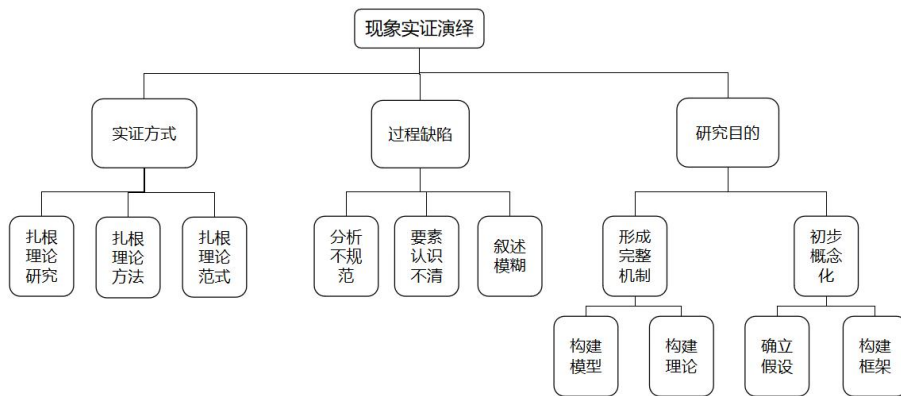 现象实证演绎
实证方式
过程缺陷
研究目的
扎根
理论
研究
扎根
理论
方法
扎根
理论
范式
分析
不规
范
要素
认识
不清
叙述
模糊
形成
完整
机制
初步
概念
化
构建
模型
构建
理论
确立
假设
构建
框架